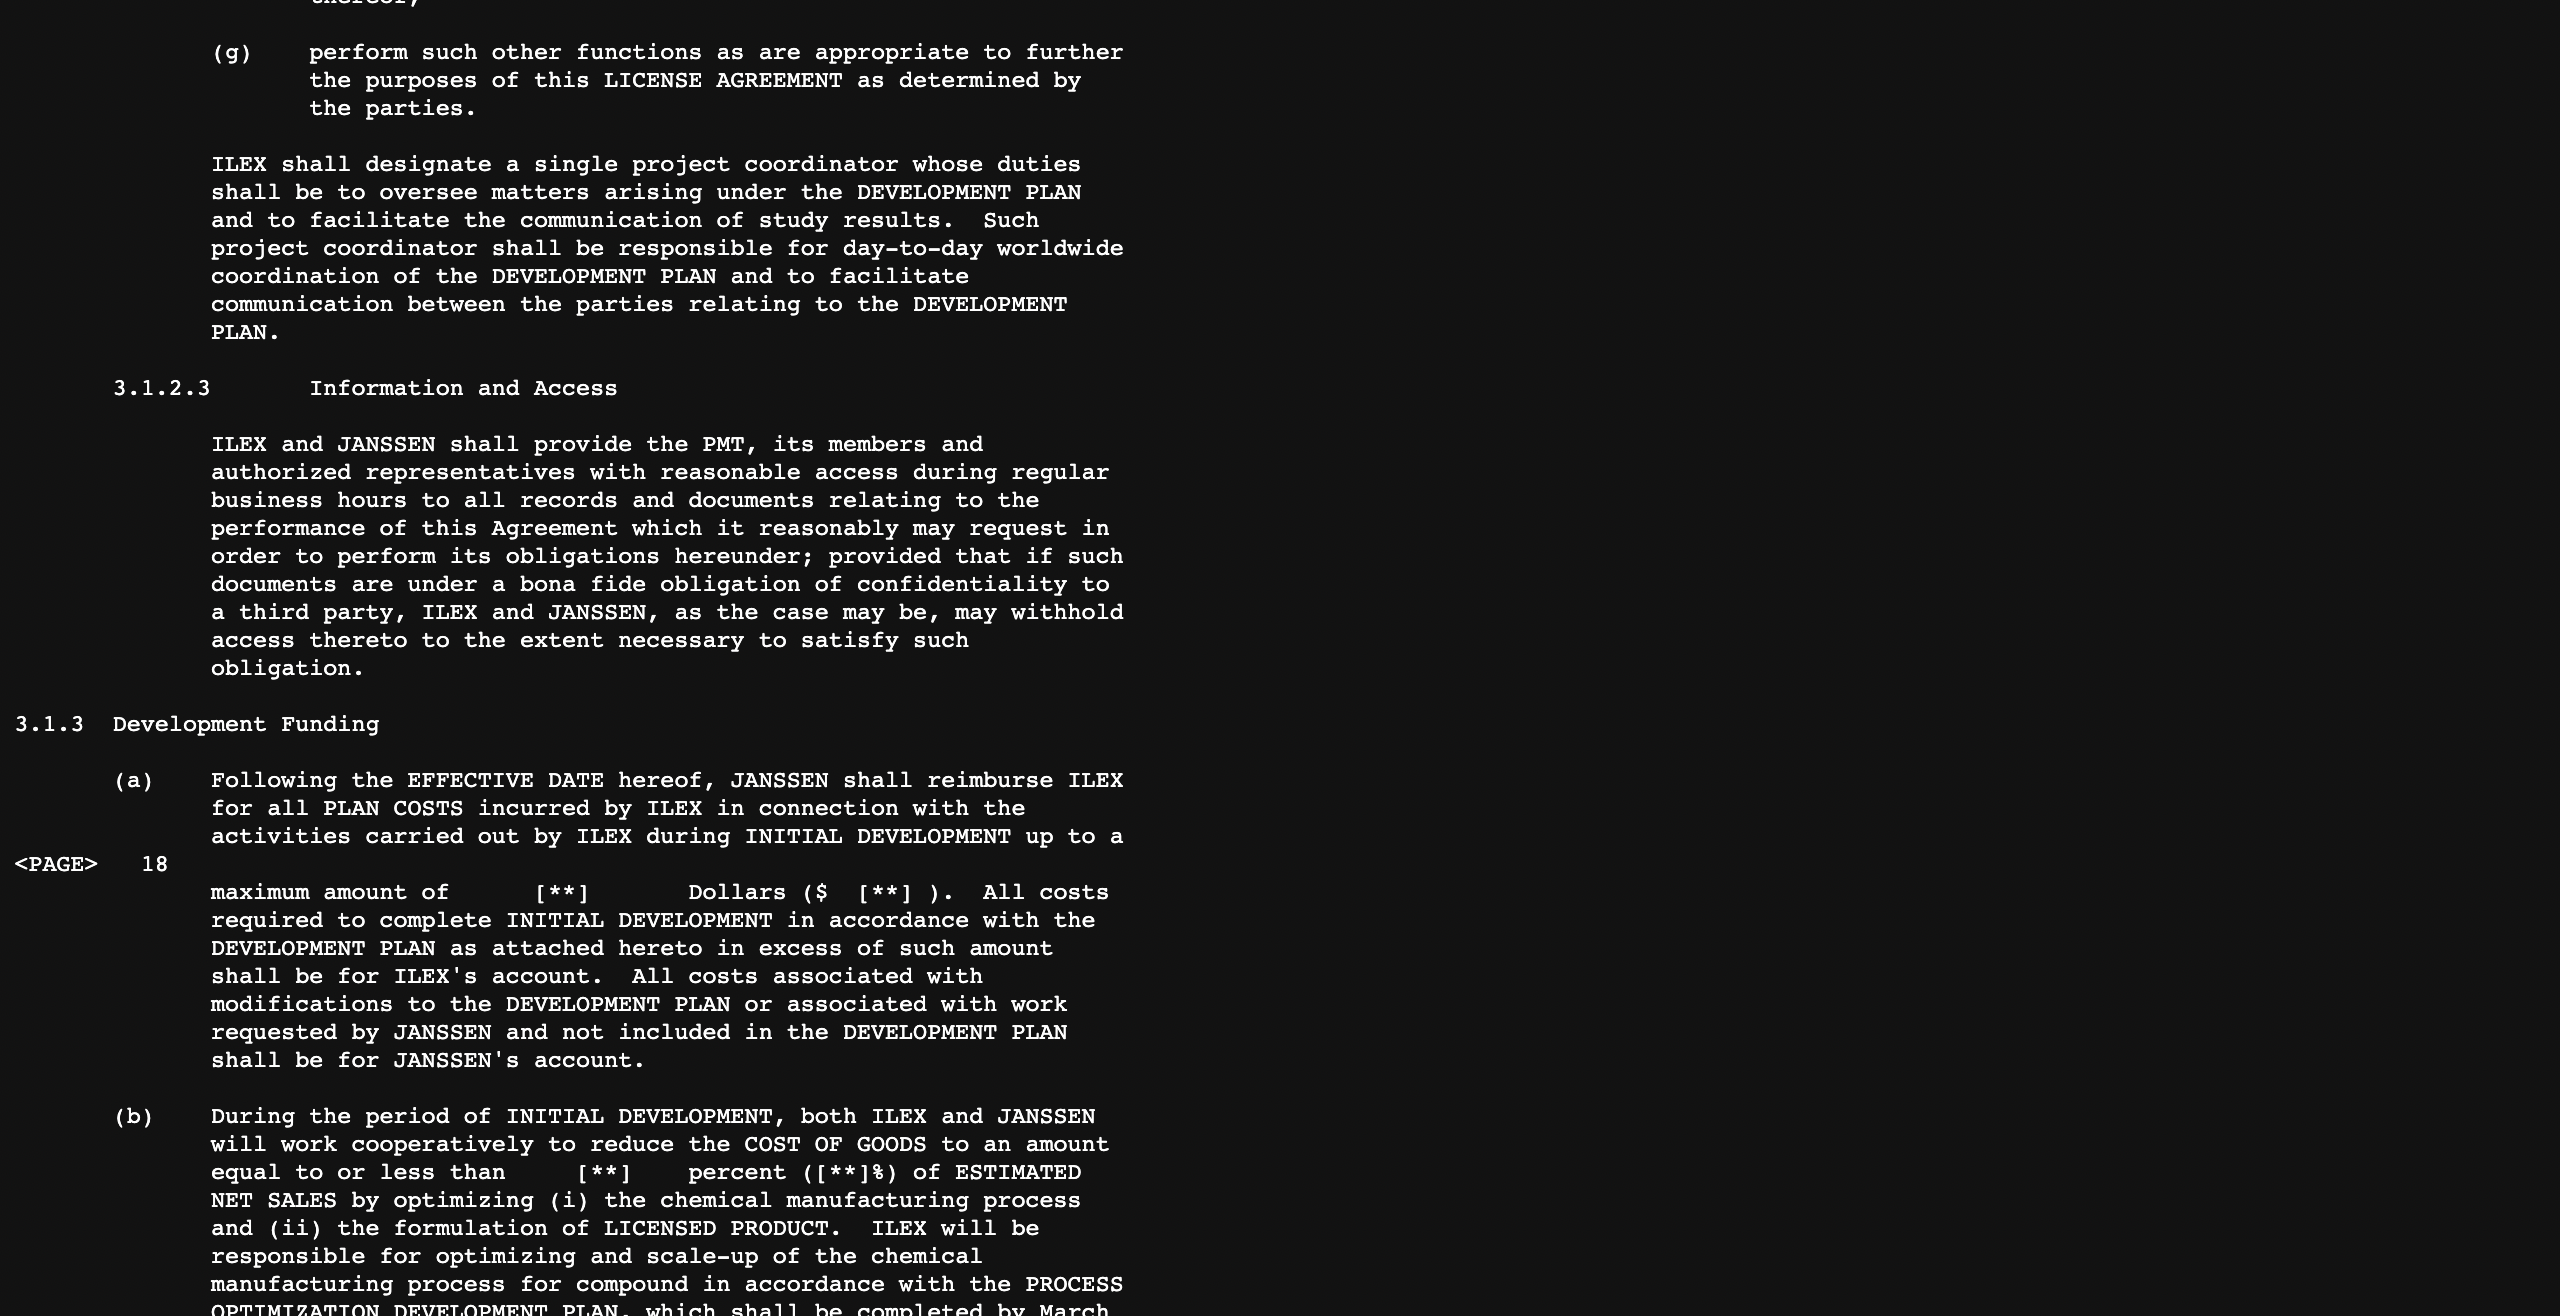 thereof;
(g) perform such other functions as are appropriate to further
the purposes of this LICENSE AGREEMENT as determined by
the parties.
ILEX shall designate a single project coordinator whose duties
shall be to oversee matters arising under the DEVELOPMENT PLAN
and to facilitate the communication of study results. Such
project coordinator shall be responsible for day-to-day worldwide
coordination of the DEVELOPMENT PLAN and to facilitate
communication between the parties relating to the DEVELOPMENT
PLAN.
3.1.2.3 Information and Access
ILEX and JANSSEN shall provide the PMT, its members and
authorized representatives with reasonable access during regular
business hours to all records and documents relating to the
performance of this Agreement which it reasonably may request in
order to perform its obligations hereunder; provided that if such
documents are under a bona fide obligation of confidentiality to
a third party, ILEX and JANSSEN, as the case may be, may withhold
access thereto to the extent necessary to satisfy such
obligation.
3.1.3 Development Funding
(a) Following the EFFECTIVE DATE hereof, JANSSEN shall reimburse ILEX
for all PLAN COSTS incurred by ILEX in connection with the
activities carried out by ILEX during INITIAL DEVELOPMENT up to a
<PAGE> 18
maximum amount of [**] Dollars ($ [**] ). All costs
required to complete INITIAL DEVELOPMENT in accordance with the
DEVELOPMENT PLAN as attached hereto in excess of such amount
shall be for ILEX's account. All costs associated with
modifications to the DEVELOPMENT PLAN or associated with work
requested by JANSSEN and not included in the DEVELOPMENT PLAN
shall be for JANSSEN's account.
(b) During the period of INITIAL DEVELOPMENT, both ILEX and JANSSEN
will work cooperatively to reduce the COST OF GOODS to an amount
equal to or less than [**] percent ([**]%) of ESTIMATED
NET SALES by optimizing (i) the chemical manufacturing process
and (ii) the formulation of LICENSED PRODUCT. ILEX will be
responsible for optimizing and scale-up of the chemical
manufacturing process for compound in accordance with the PROCESS
OPTIMIZATION DEVELOPMENT PLAN, which shall be completed by March